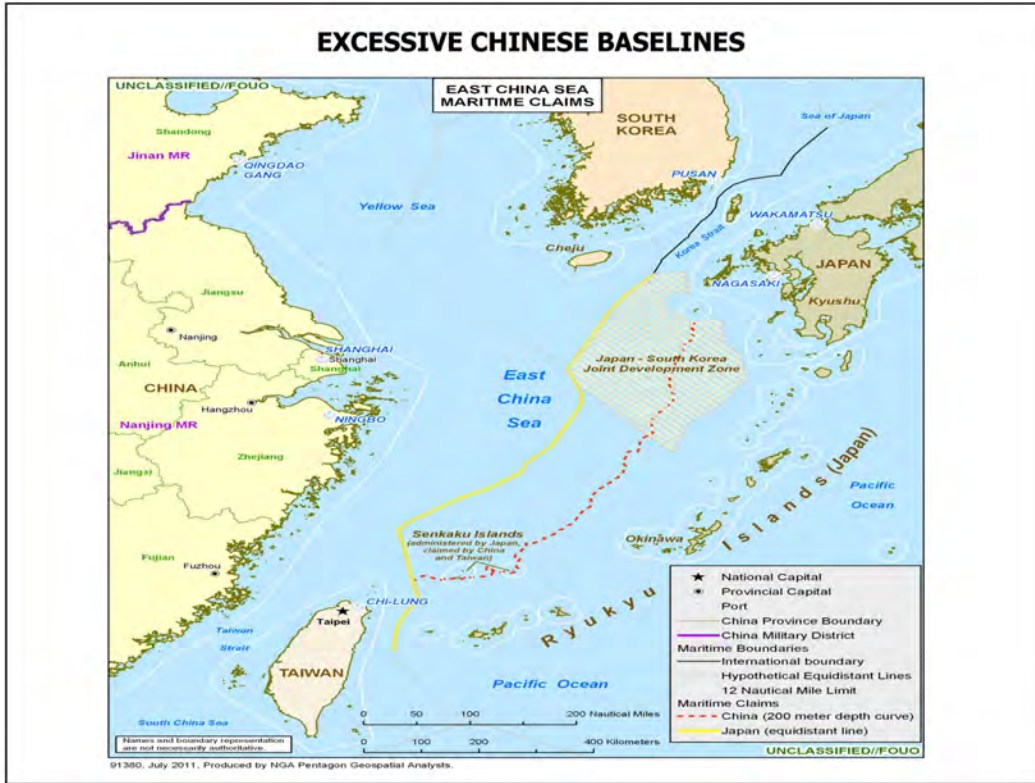 EXCESSIVE CHINESE BASELINES
UNCLASSIFIED//FOUO
EAST CHINA SEA
MARITIME CLAIMS
SOUTH
KOREA
Sea of Japan
Shandong
Jinan MR
QINGDAO
GANG
PUSAN
Yellow Sea
WAKAMATSU
Korea Strait
Cheju
JAPAN
NAGASAKI
Kyushu
Jiangsu
Nanjing
SHANGHAI
Shanghai
Shanghai
Anhui
CHINA
Japan - South Korea
Joint Development Zone
East
China
Sea
Hangzhou
NINGBO
Nanjing MR
Zhejiang
Jiangxi
Pacific
Ocean
Senkaku Islands
(administered by Japan,
claimed by China
and Taiwan)
Okinawa
Ryukyu Islands (Japan)
Fujian
Fuzhou
CHI-LUNG
Taipei
Taiwan
Strait
TAIWAN
Pacific Ocean
South China Sea
National Capital
Provincial Capital
Port
China Province Boundary
China Military District
Maritime Boundaries
International boundary
Hypothetical Equidistant Lines
12 Nautical Mile Limit
Maritime Claims
China (200 meter depth curve)
Japan (equidistant line)
0 100 200 Nautical Miles
0 100 200 400 Kilometers
Names and boundary representation
are not necessarily authoritative.
UNCLASSIFIED//FOUO
91380, July 2011, Produced by NGA Pentagon Geospatial Analysts.